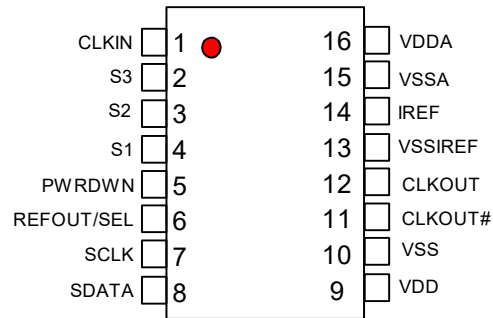 CLKIN 1 16 VDDA
S3 2 15 VSSA
S2 3 14 IREF
S1 4 13 VSSIREF
PWRDWN 5 12 CLKOUT
REFOUT/SEL 6 11 CLKOUT#
SCLK 7 10 VSS
SDATA 8 9 VDD